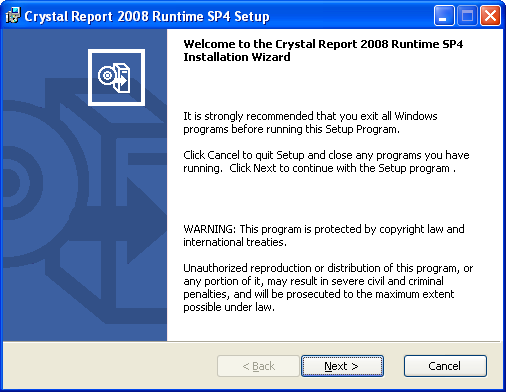 Crystal Report 2008 Runtime SP4 Setup
Welcome to the Crystal Report 2008 Runtime SP4
Installation Wizard
It is strongly recommended that you exit all Windows
programs before running this Setup Program.
Click Cancel to quit Setup and close any programs you have
running.  Click Next to continue with the Setup program .
WARNING: This program is protected by copyright law and
international treaties.
Unauthorized reproduction or distribution of this program, or
any portion of it, may result in severe civil and criminal
penalties, and will be prosecuted to the maximum extent
possible under law.
< Back
Next >
Cancel